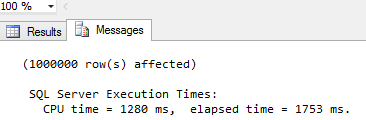 100 %
Results Messages
(1000000 row(s) affected)
SQL Server Execution Times:
CPU time = 1280 ms, elapsed time = 1753 ms.